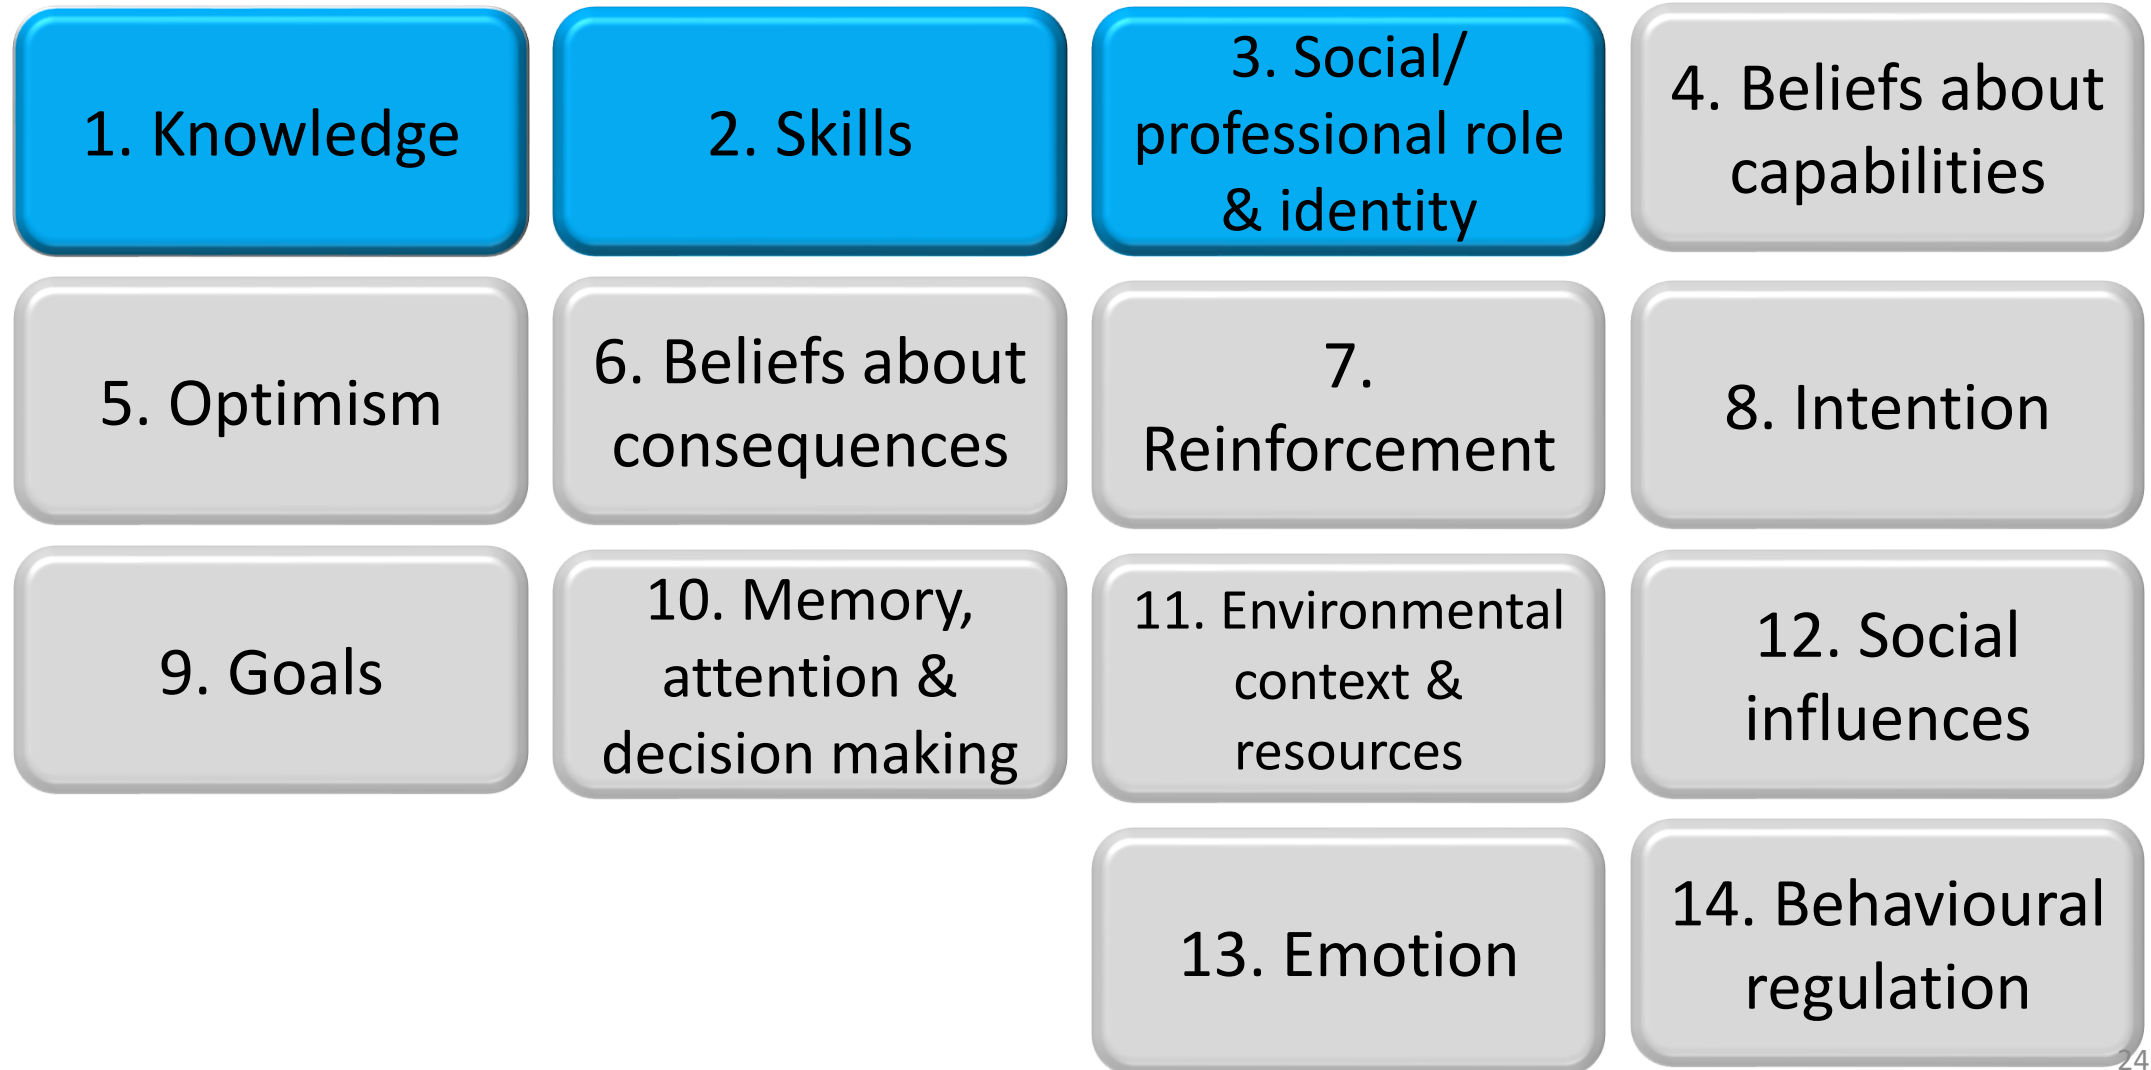 1. Knowledge
2. Skills
3. Social/
professional role
& identity
4. Beliefs about
capabilities
5. Optimism
6. Beliefs about
consequences
7.
Reinforcement
8. Intention
9. Goals
10. Memory,
attention &
decision making
11. Environmental
context &
resources
12. Social
influences
13. Emotion
14. Behavioural
regulation
24